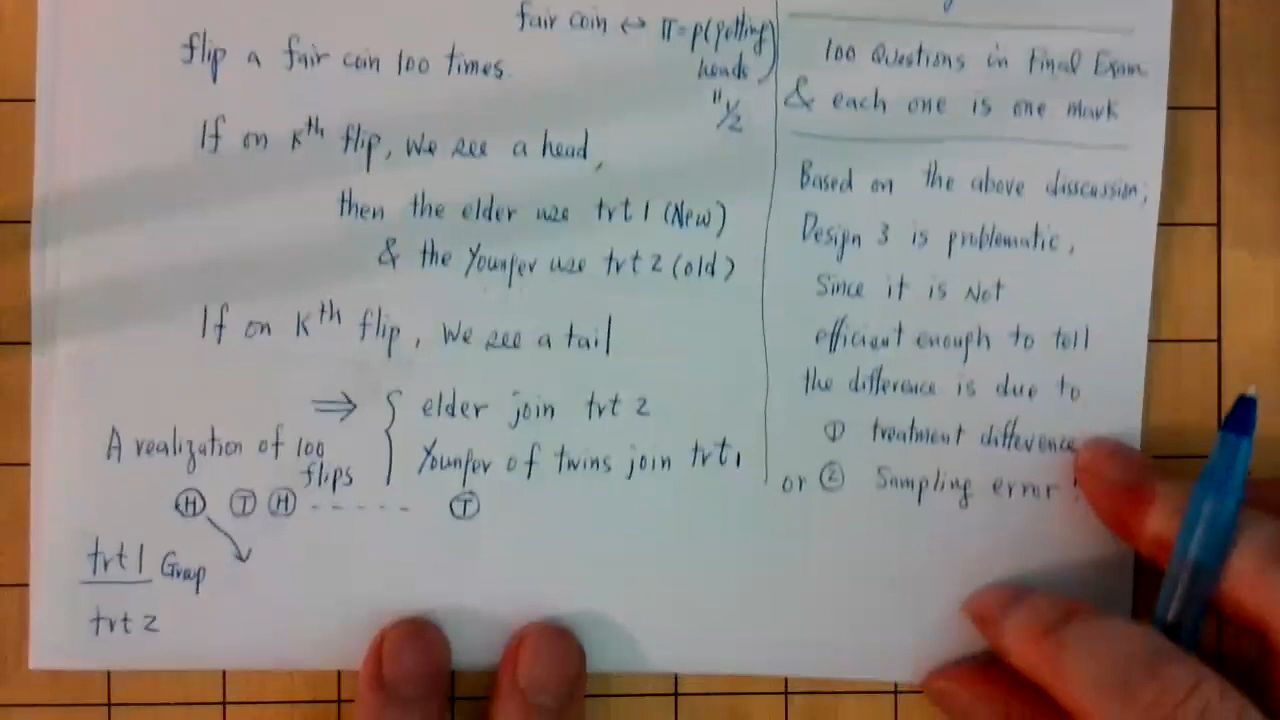 fair coin ↔ π = p(getting
heads)
"
1/2
flip a fair coin 100 times.
If on Kth flip, We see a head,
then the elder use trt 1 (New)
& the Younger use trt 2 (old)
If on Kth flip, We see a tail
⇒ { elder join trt 2
Younger of twins join trt 1
A realization of 100
flips
Ⓗ Ⓣ Ⓗ - - - - - Ⓣ
trt 1 Group
trt 2
100 Questions in Final Exam
& each one is one mark
Based on the above disscussion,
Design 3 is problematic,
Since it is Not
efficient enough to tell
the difference is due to
① treatment difference
or ② Sampling error!